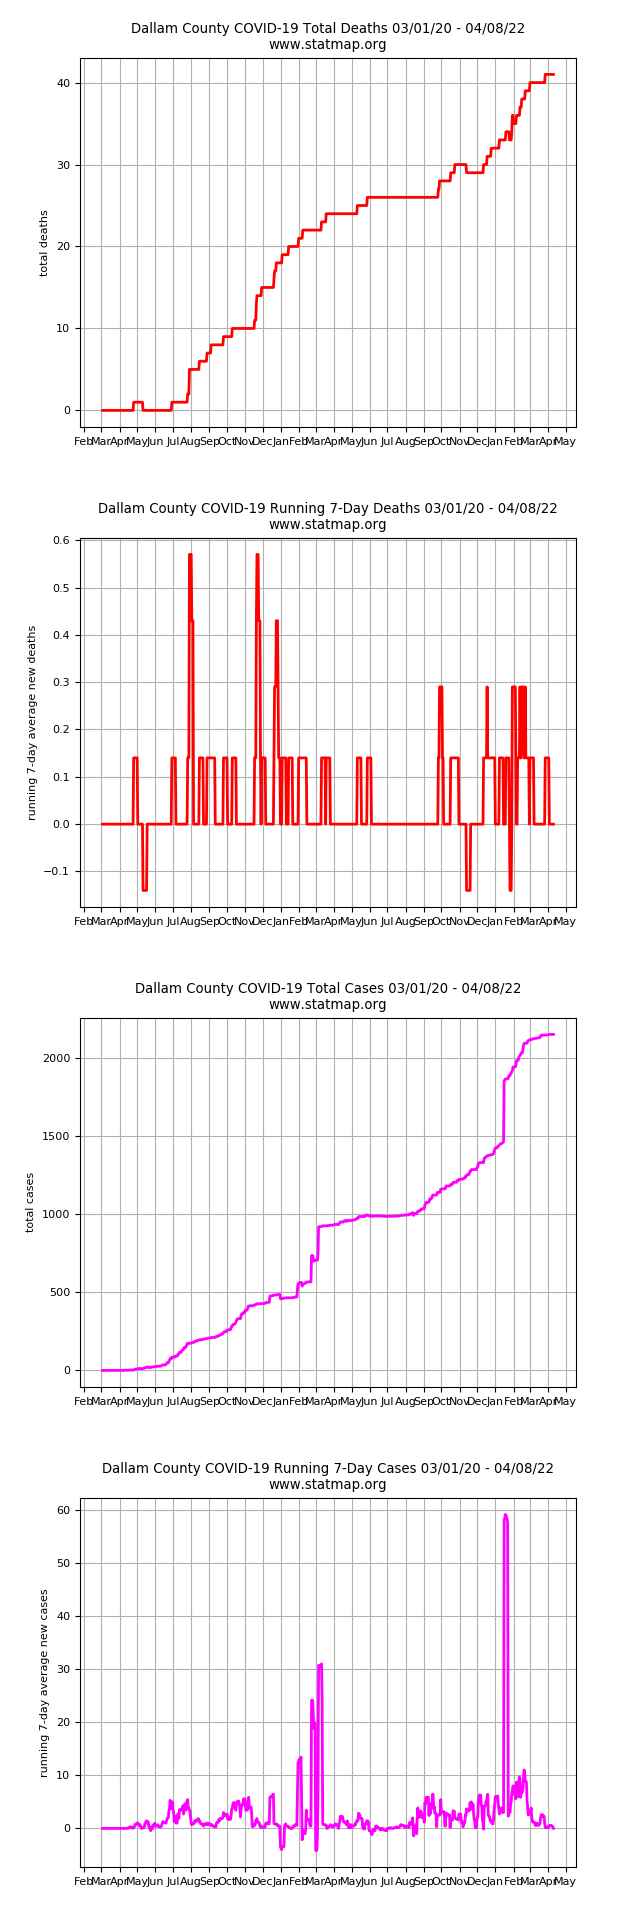 Dallam County COVID-19 Total Deaths 03/01/20 - 04/08/22
www.statmap.org
40
30
20
10
0
total deaths
Feb Mar Apr May Jun Jul Aug Sep Oct Nov Dec Jan Feb Mar Apr May Jun Jul Aug Sep Oct Nov Dec Jan Feb Mar Apr May
Dallam County COVID-19 Running 7-Day Deaths 03/01/20 - 04/08/22
www.statmap.org
0.6
0.5
0.4
0.3
0.2
0.1
0.0
−0.1
running 7-day average new deaths
Feb Mar Apr May Jun Jul Aug Sep Oct Nov Dec Jan Feb Mar Apr May Jun Jul Aug Sep Oct Nov Dec Jan Feb Mar Apr May
Dallam County COVID-19 Total Cases 03/01/20 - 04/08/22
www.statmap.org
2000
1500
1000
500
0
total cases
Feb Mar Apr May Jun Jul Aug Sep Oct Nov Dec Jan Feb Mar Apr May Jun Jul Aug Sep Oct Nov Dec Jan Feb Mar Apr May
Dallam County COVID-19 Running 7-Day Cases 03/01/20 - 04/08/22
www.statmap.org
60
50
40
30
20
10
0
running 7-day average new cases
Feb Mar Apr May Jun Jul Aug Sep Oct Nov Dec Jan Feb Mar Apr May Jun Jul Aug Sep Oct Nov Dec Jan Feb Mar Apr May